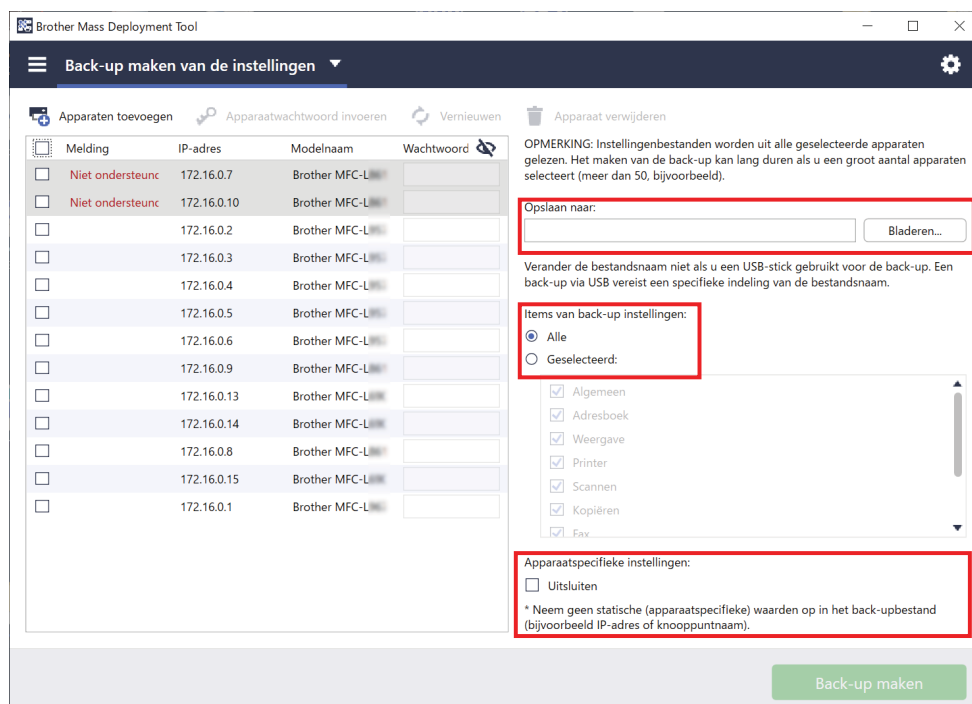 Brother Mass Deployment Tool
Back-up maken van de instellingen
Apparaten toevoegen Apparaatwachtwoord invoeren Vernieuwen Apparaat verwijderen
Melding IP-adres Modelnaam Wachtwoord
Niet ondersteunc 172.16.0.7 Brother MFC-L
Niet ondersteunc 172.16.0.10 Brother MFC-L
172.16.0.2 Brother MFC-L
172.16.0.3 Brother MFC-L
172.16.0.4 Brother MFC-L
172.16.0.5 Brother MFC-L
172.16.0.6 Brother MFC-L
172.16.0.9 Brother MFC-L
172.16.0.13 Brother MFC-L
172.16.0.14 Brother MFC-L
172.16.0.8 Brother MFC-L
172.16.0.15 Brother MFC-L
172.16.0.1 Brother MFC-L
OPMERKING: Instellingenbestanden worden uit alle geselecteerde apparaten
gelezen. Het maken van de back-up kan lang duren als u een groot aantal apparaten
selecteert (meer dan 50, bijvoorbeeld).
Opslaan naar:
Bladeren...
Verander de bestandsnaam niet als u een USB-stick gebruikt voor de back-up. Een
back-up via USB vereist een specifieke indeling van de bestandsnaam.
Items van back-up instellingen:
Alle
Geselecteerd:
Algemeen
Adresboek
Weergave
Printer
Scannen
Kopiëren
Fax
Apparaatspecifieke instellingen:
Uitsluiten
* Neem geen statische (apparaatspecifieke) waarden op in het back-upbestand
(bijvoorbeeld IP-adres of knooppuntnaam).
Back-up maken